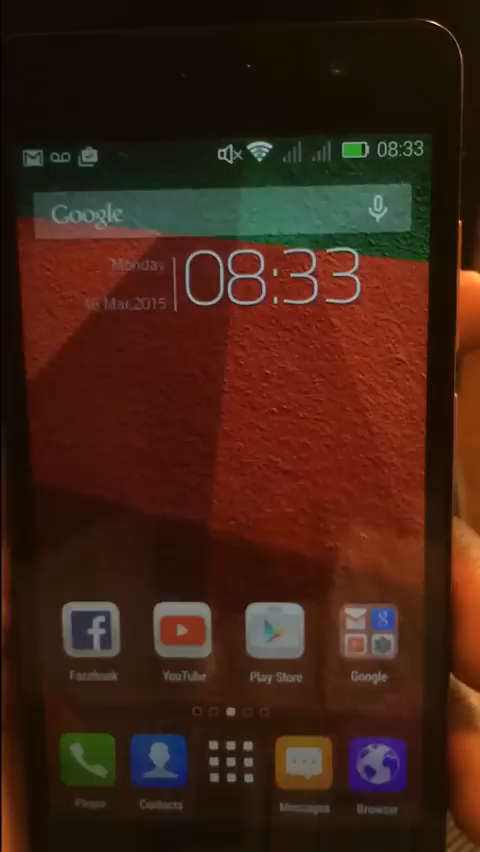 08:33
Google
Monday
16 Mar,2015
08:33
Facebook
YouTube
Play Store
Google
Phone
Contacts
Messages
Browser